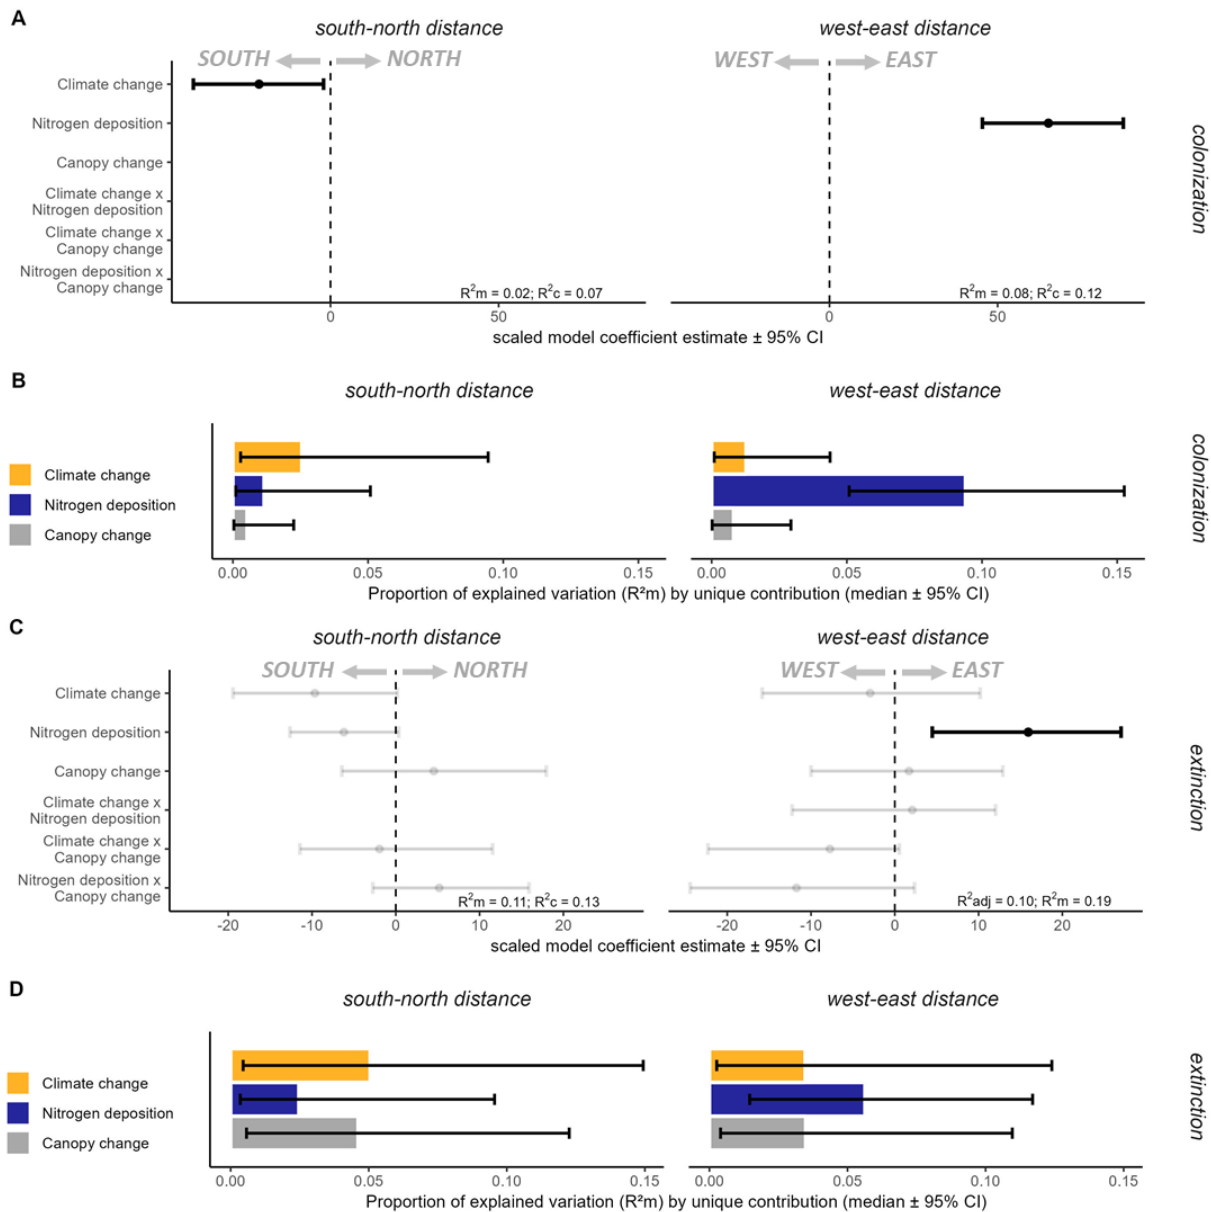 A
south-north distance
west-east distance
SOUTH
NORTH
WEST
EAST
Climate change
Nitrogen deposition
Canopy change
Climate change x
Nitrogen deposition
Climate change x
Canopy change
Nitrogen deposition x
Canopy change
R²m = 0.02; R²c = 0.07
R²m = 0.08; R²c = 0.12
0
50
0
50
scaled model coefficient estimate ± 95% CI
colonization
B
south-north distance
west-east distance
Climate change
Nitrogen deposition
Canopy change
0.00
0.05
0.10
0.15
0.00
0.05
0.10
0.15
Proportion of explained variation (R²m) by unique contribution (median ± 95% CI)
colonization
C
south-north distance
west-east distance
SOUTH
NORTH
WEST
EAST
Climate change
Nitrogen deposition
Canopy change
Climate change x
Nitrogen deposition
Climate change x
Canopy change
Nitrogen deposition x
Canopy change
R²m = 0.11; R²c = 0.13
R²adj = 0.10; R²m = 0.19
-20
-10
0
10
20
-20
-10
0
10
20
scaled model coefficient estimate ± 95% CI
extinction
D
south-north distance
west-east distance
Climate change
Nitrogen deposition
Canopy change
0.00
0.05
0.10
0.15
0.00
0.05
0.10
0.15
Proportion of explained variation (R²m) by unique contribution (median ± 95% CI)
extinction